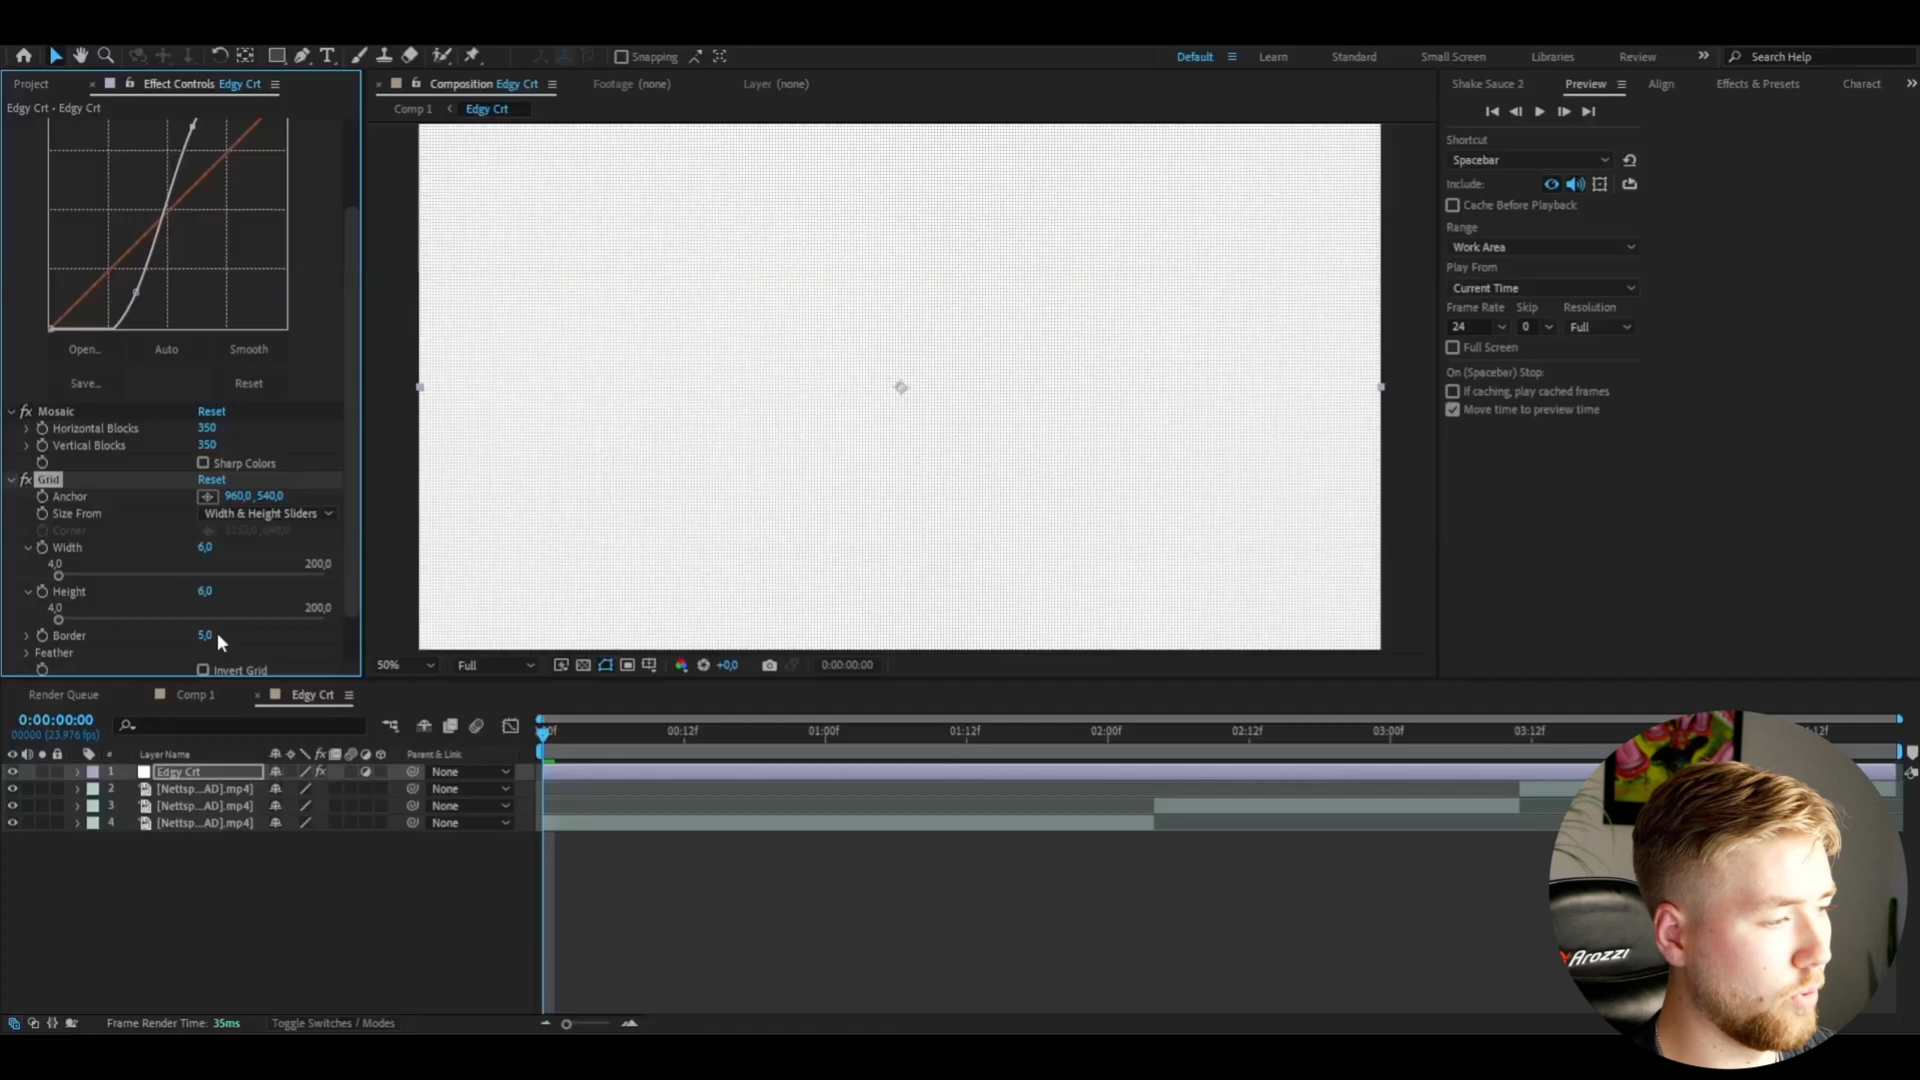 Snapping
Default
Learn
Standard
Small Screen
Libraries
Review
Search Help
Project
Effect Controls Edgy Crt
Composition Edgy Crt
Footage (none)
Layer (none)
Shake Sauce 2
Preview
Align
Effects & Presets
Charact
Edgy Crt • Edgy Crt
Comp 1
Edgy Crt
Shortcut
Spacebar
Include:
Cache Before Playback
Range
Work Area
Play From
Current Time
Frame Rate Skip Resolution
24 0 Full
Full Screen
On (Spacebar) Stop:
If caching, play cached frames
Move time to preview time
Open...
Auto
Smooth
Save...
Reset
fx Mosaic Reset
Horizontal Blocks 350
Vertical Blocks 350
Sharp Colors
fx Grid Reset
Anchor 960,0, 540,0
Size From Width & Height Sliders
Corner
Width 6,0
4,0 200,0
Height 6,0
4,0 200,0
Border 5,0
Feather
Invert Grid
50% Full +0,0 0:00:00:00
Render Queue
Comp 1
Edgy Crt
0:00:00:00
00000 (23.976 fps)
00:12f 01:00f 01:12f 02:00f 02:12f 03:00f 03:12f
# Layer Name fx Parent & Link
1 Edgy Crt fx None
2 [Nettsp...AD].mp4] None
3 [Nettsp...AD].mp4] None
4 [Nettsp...AD].mp4] None
Arozzi
Frame Render Time: 35ms
Toggle Switches / Modes